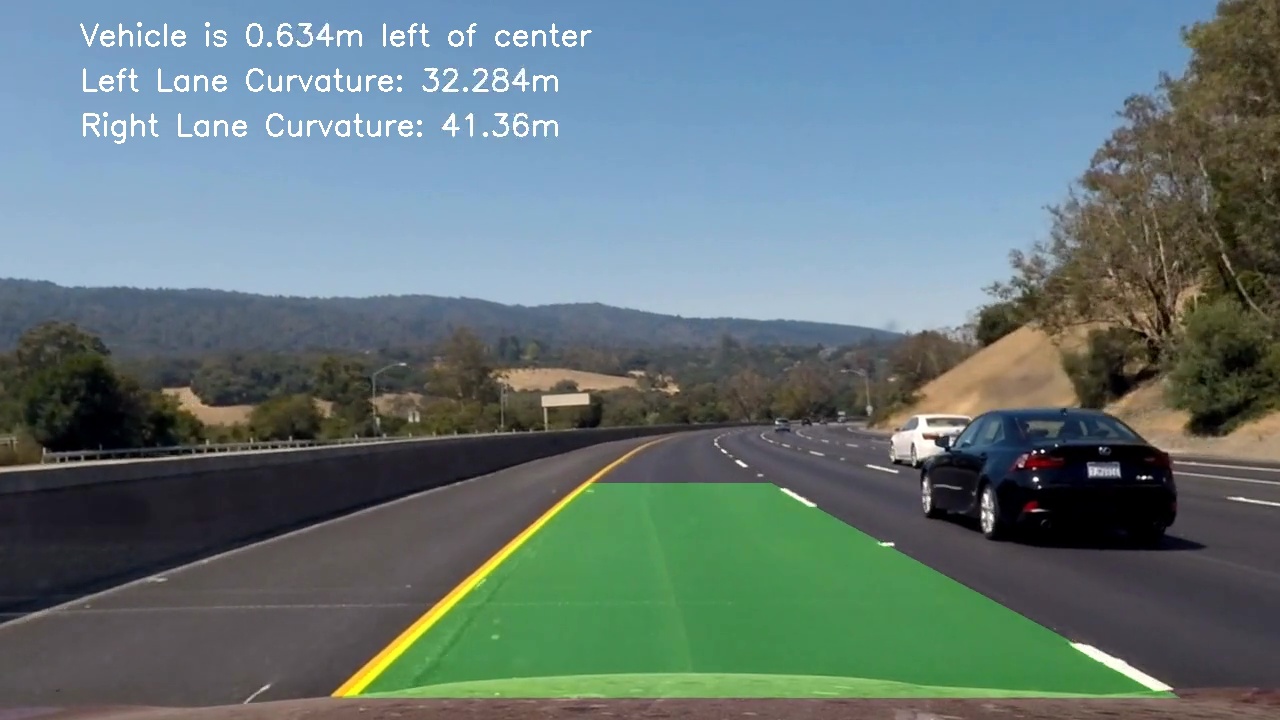 Vehicle is 0.634m left of center
Left Lane Curvature: 32.284m
Right Lane Curvature: 41.36m